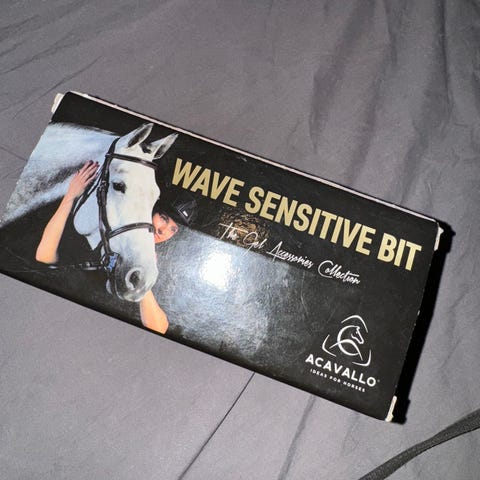 WAVE SENSITIVE BIT
The Gel Accessories Collection
ACAVALLO
IDEAS FOR HORSES